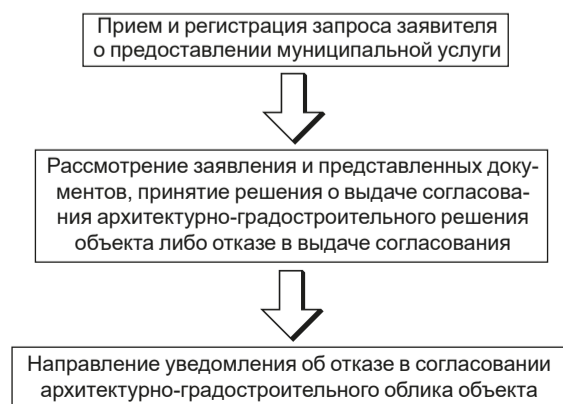 Прием и регистрация запроса заявителя
о предоставлении муниципальной услуги
Рассмотрение заявления и представленных доку-
ментов, принятие решения о выдаче согласова-
ния архитектурно-градостроительного решения
объекта либо отказе в выдаче согласования
Направление уведомления об отказе в согласовании
архитектурно-градостроительного облика объекта